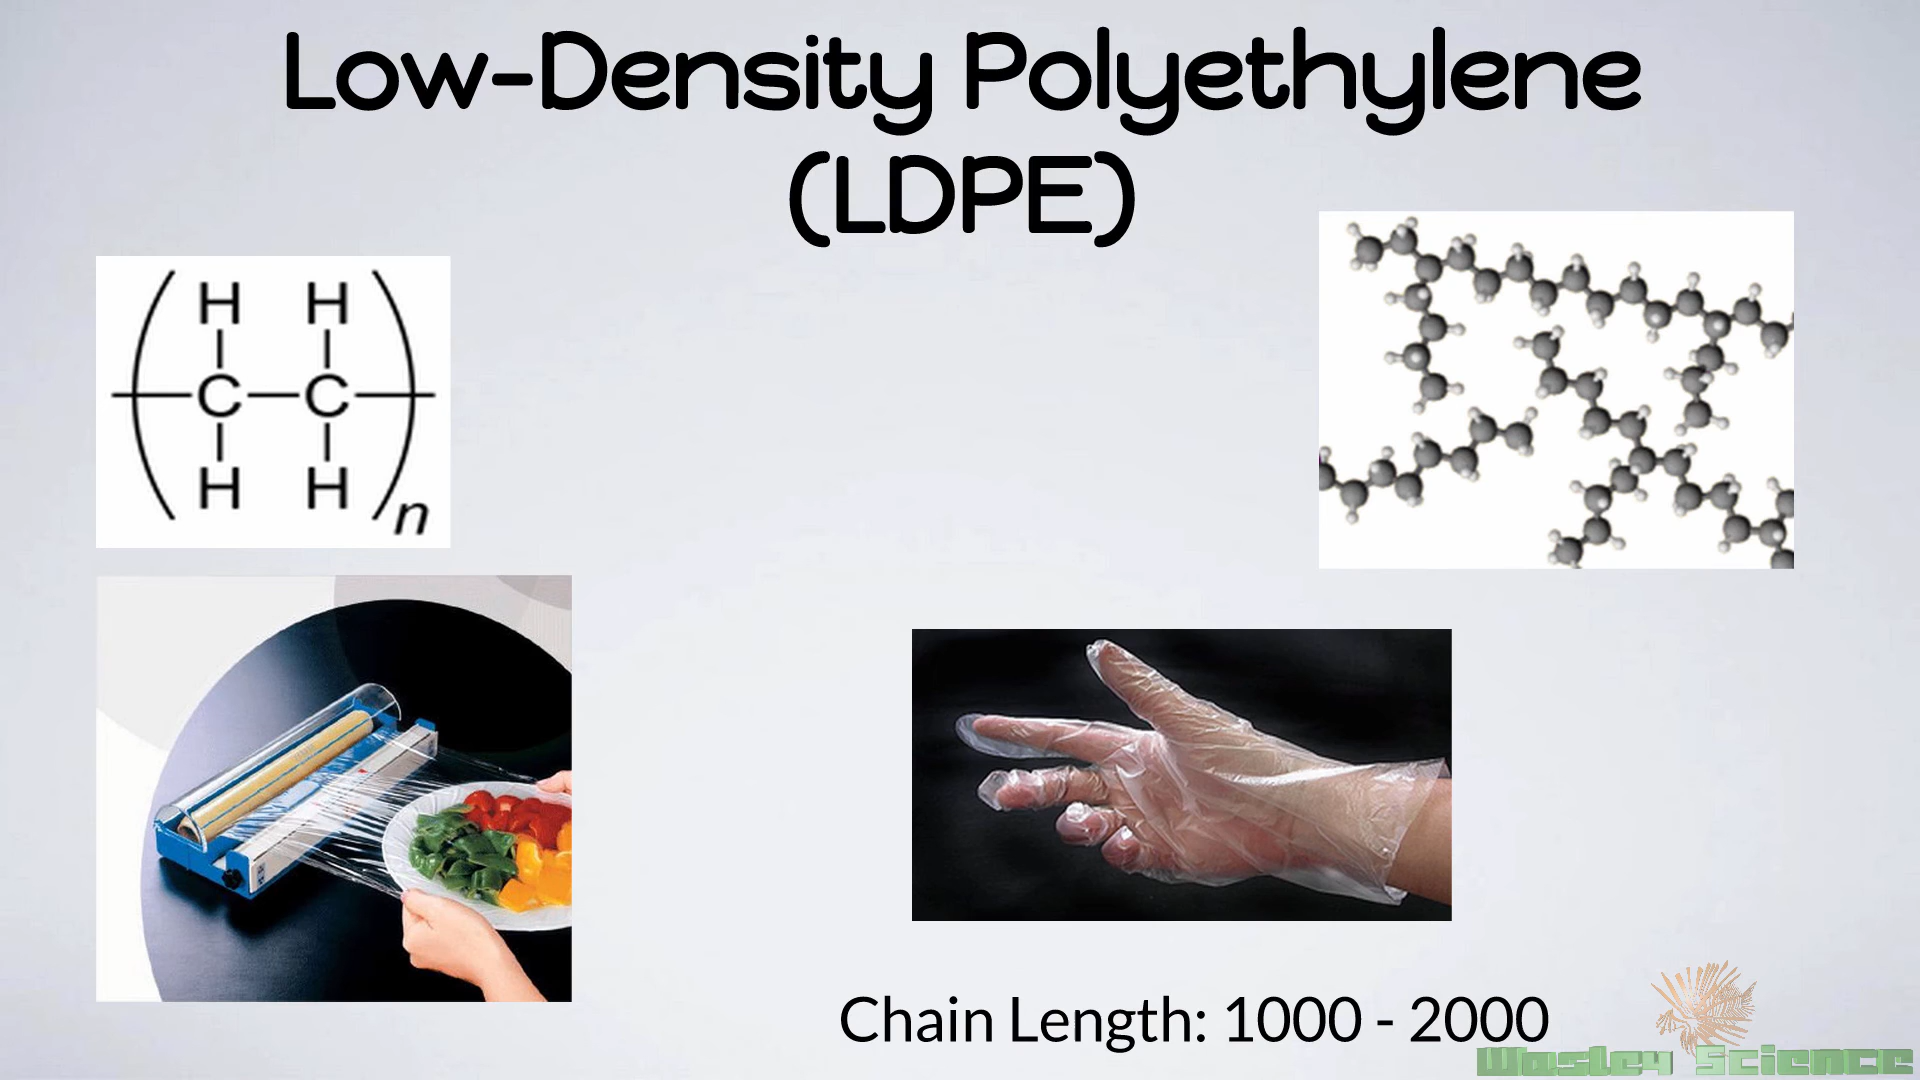 Low-Density Polyethylene
(LDPE)
H H
C C
H H
n
Chain Length: 1000 - 2000
Wasley Science